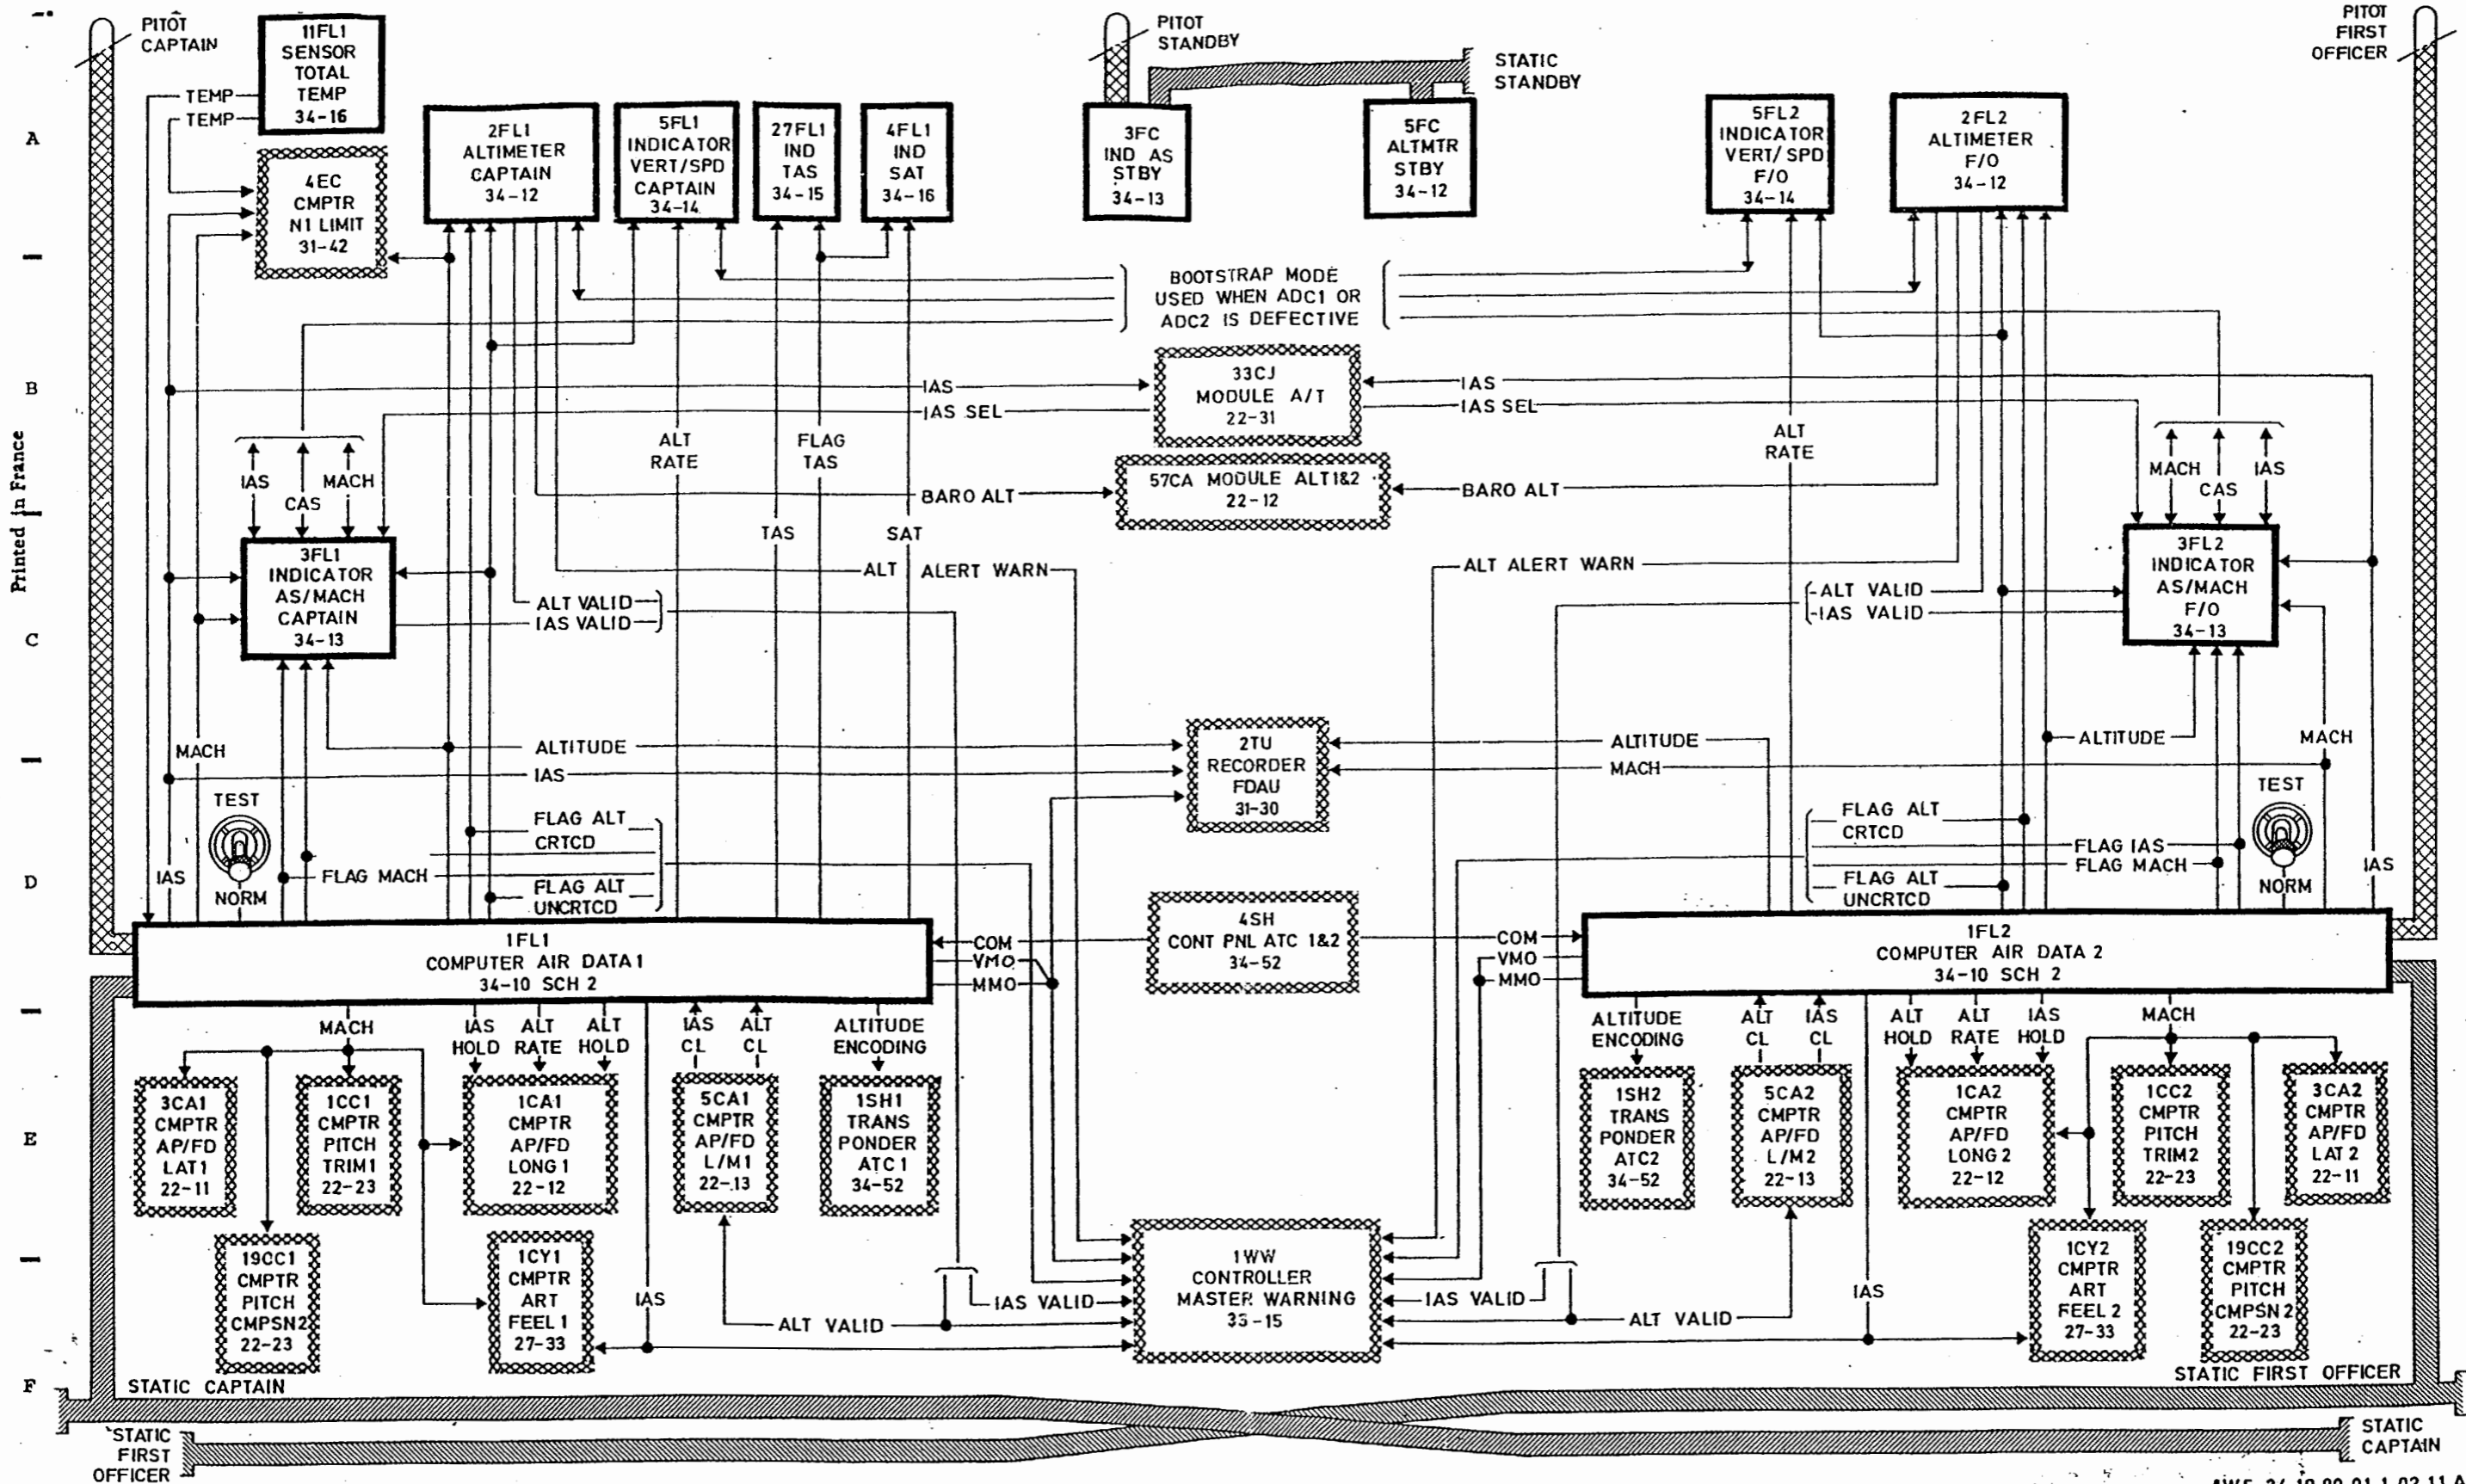 PITOT
CAPTAIN
11FL1
SENSOR
TOTAL
TEMP
34-16
TEMP
TEMP
PITOT
STANDBY
STATIC
STANDBY
PITOT
FIRST
OFFICER
A
4EC
CMPTR
N1 LIMIT
31-42
2FL1
ALTIMETER
CAPTAIN
34-12
5FL1
INDICATOR
VERT/SPD
CAPTAIN
34-14
27FL1
IND
TAS
34-15
4FL1
IND
SAT
34-16
3FC
IND AS
STBY
34-13
5FC
ALTMTR
STBY
34-12
5FL2
INDICATOR
VERT/SPD
F/O
34-14
2FL2
ALTIMETER
F/O
34-12
BOOTSTRAP MODE
USED WHEN ADC1 OR
ADC2 IS DEFECTIVE
B
IAS
IAS SEL
33CJ
MODULE A/T
22-31
IAS
IAS SEL
ALT
RATE
FLAG
TAS
ALT
RATE
IAS
CAS
MACH
BARO ALT
57CA MODULE ALT1&2
22-12
BARO ALT
MACH
CAS
IAS
TAS
SAT
Printed in France
3FL1
INDICATOR
AS/MACH
CAPTAIN
34-13
ALT ALERT WARN
ALT ALERT WARN
3FL2
INDICATOR
AS/MACH
F/O
34-13
ALT VALID
IAS VALID
ALT VALID
IAS VALID
C
MACH
ALTITUDE
IAS
2TU
RECORDER
FDAU
31-30
ALTITUDE
MACH
ALTITUDE
MACH
TEST
NORM
FLAG ALT
CRTCD
FLAG MACH
FLAG ALT
UNCRTCD
FLAG ALT
CRTCD
FLAG IAS
FLAG MACH
FLAG ALT
UNCRTCD
TEST
NORM
IAS
IAS
D
1FL1
COMPUTER AIR DATA 1
34-10 SCH 2
COM
VMO
MMO
4SH
CONT PNL ATC 1&2
34-52
COM
VMO
MMO
1FL2
COMPUTER AIR DATA 2
34-10 SCH 2
MACH
IAS
HOLD
ALT
RATE
ALT
HOLD
IAS
CL
ALT
CL
ALTITUDE
ENCODING
ALTITUDE
ENCODING
ALT
CL
IAS
CL
ALT
HOLD
ALT
RATE
IAS
HOLD
MACH
E
3CA1
CMPTR
AP/FD
LAT1
22-11
1CC1
CMPTR
PITCH
TRIM1
22-23
1CA1
CMPTR
AP/FD
LONG1
22-12
5CA1
CMPTR
AP/FD
L/M1
22-13
1SH1
TRANS
PONDER
ATC1
34-52
1SH2
TRANS
PONDER
ATC2
34-52
5CA2
CMPTR
AP/FD
L/M2
22-13
1CA2
CMPTR
AP/FD
LONG2
22-12
1CC2
CMPTR
PITCH
TRIM2
22-23
3CA2
CMPTR
AP/FD
LAT2
22-11
19CC1
CMPTR
PITCH
CMPSN2
22-23
1CY1
CMPTR
ART
FEEL1
27-33
IAS
ALT VALID
IAS VALID
1WW
CONTROLLER
MASTER WARNING
IAS VALID
ALT VALID
IAS
1CY2
CMPTR
ART
FEEL2
27-33
19CC2
CMPTR
PITCH
CMPSN2
22-23
F
STATIC CAPTAIN
STATIC FIRST OFFICER
STATIC
FIRST
OFFICER
STATIC
CAPTAIN